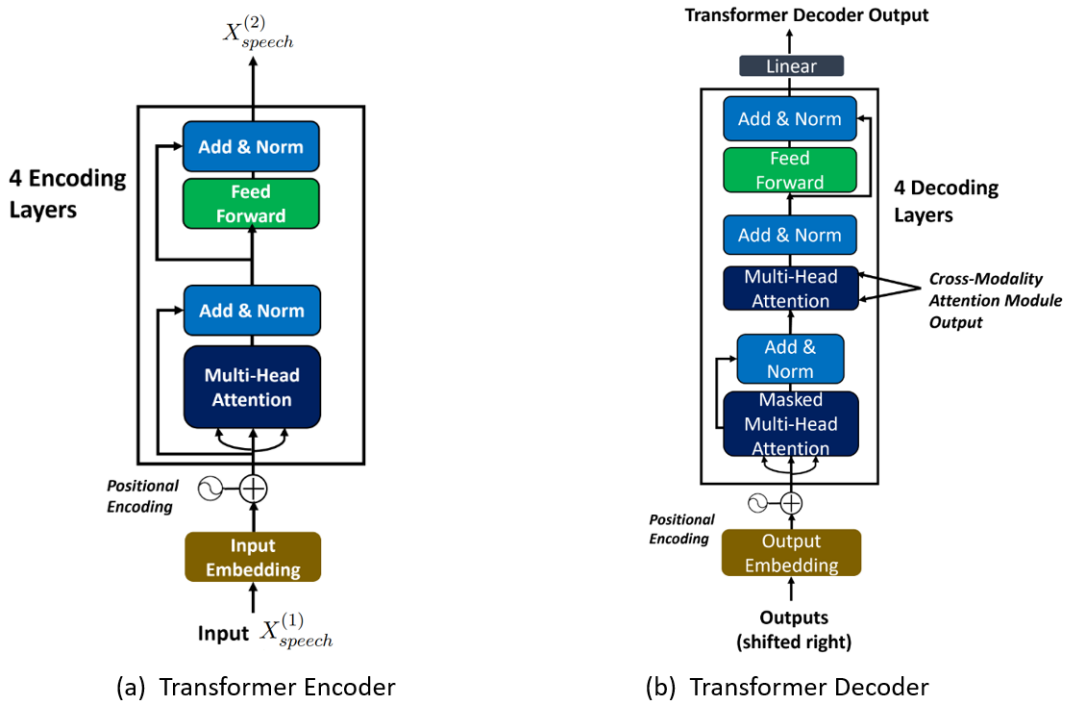 X_{speech}^{(2)}
4 Encoding
Layers
Add & Norm
Feed
Forward
Add & Norm
Multi-Head
Attention
Positional
Encoding
Input
Embedding
Input X_{speech}^{(1)}
(a) Transformer Encoder
Transformer Decoder Output
Linear
Add & Norm
Feed
Forward
4 Decoding
Layers
Add & Norm
Multi-Head
Attention
Cross-Modality
Attention Module
Output
Add &
Norm
Masked
Multi-Head
Attention
Positional
Encoding
Output
Embedding
Outputs
(shifted right)
(b) Transformer Decoder